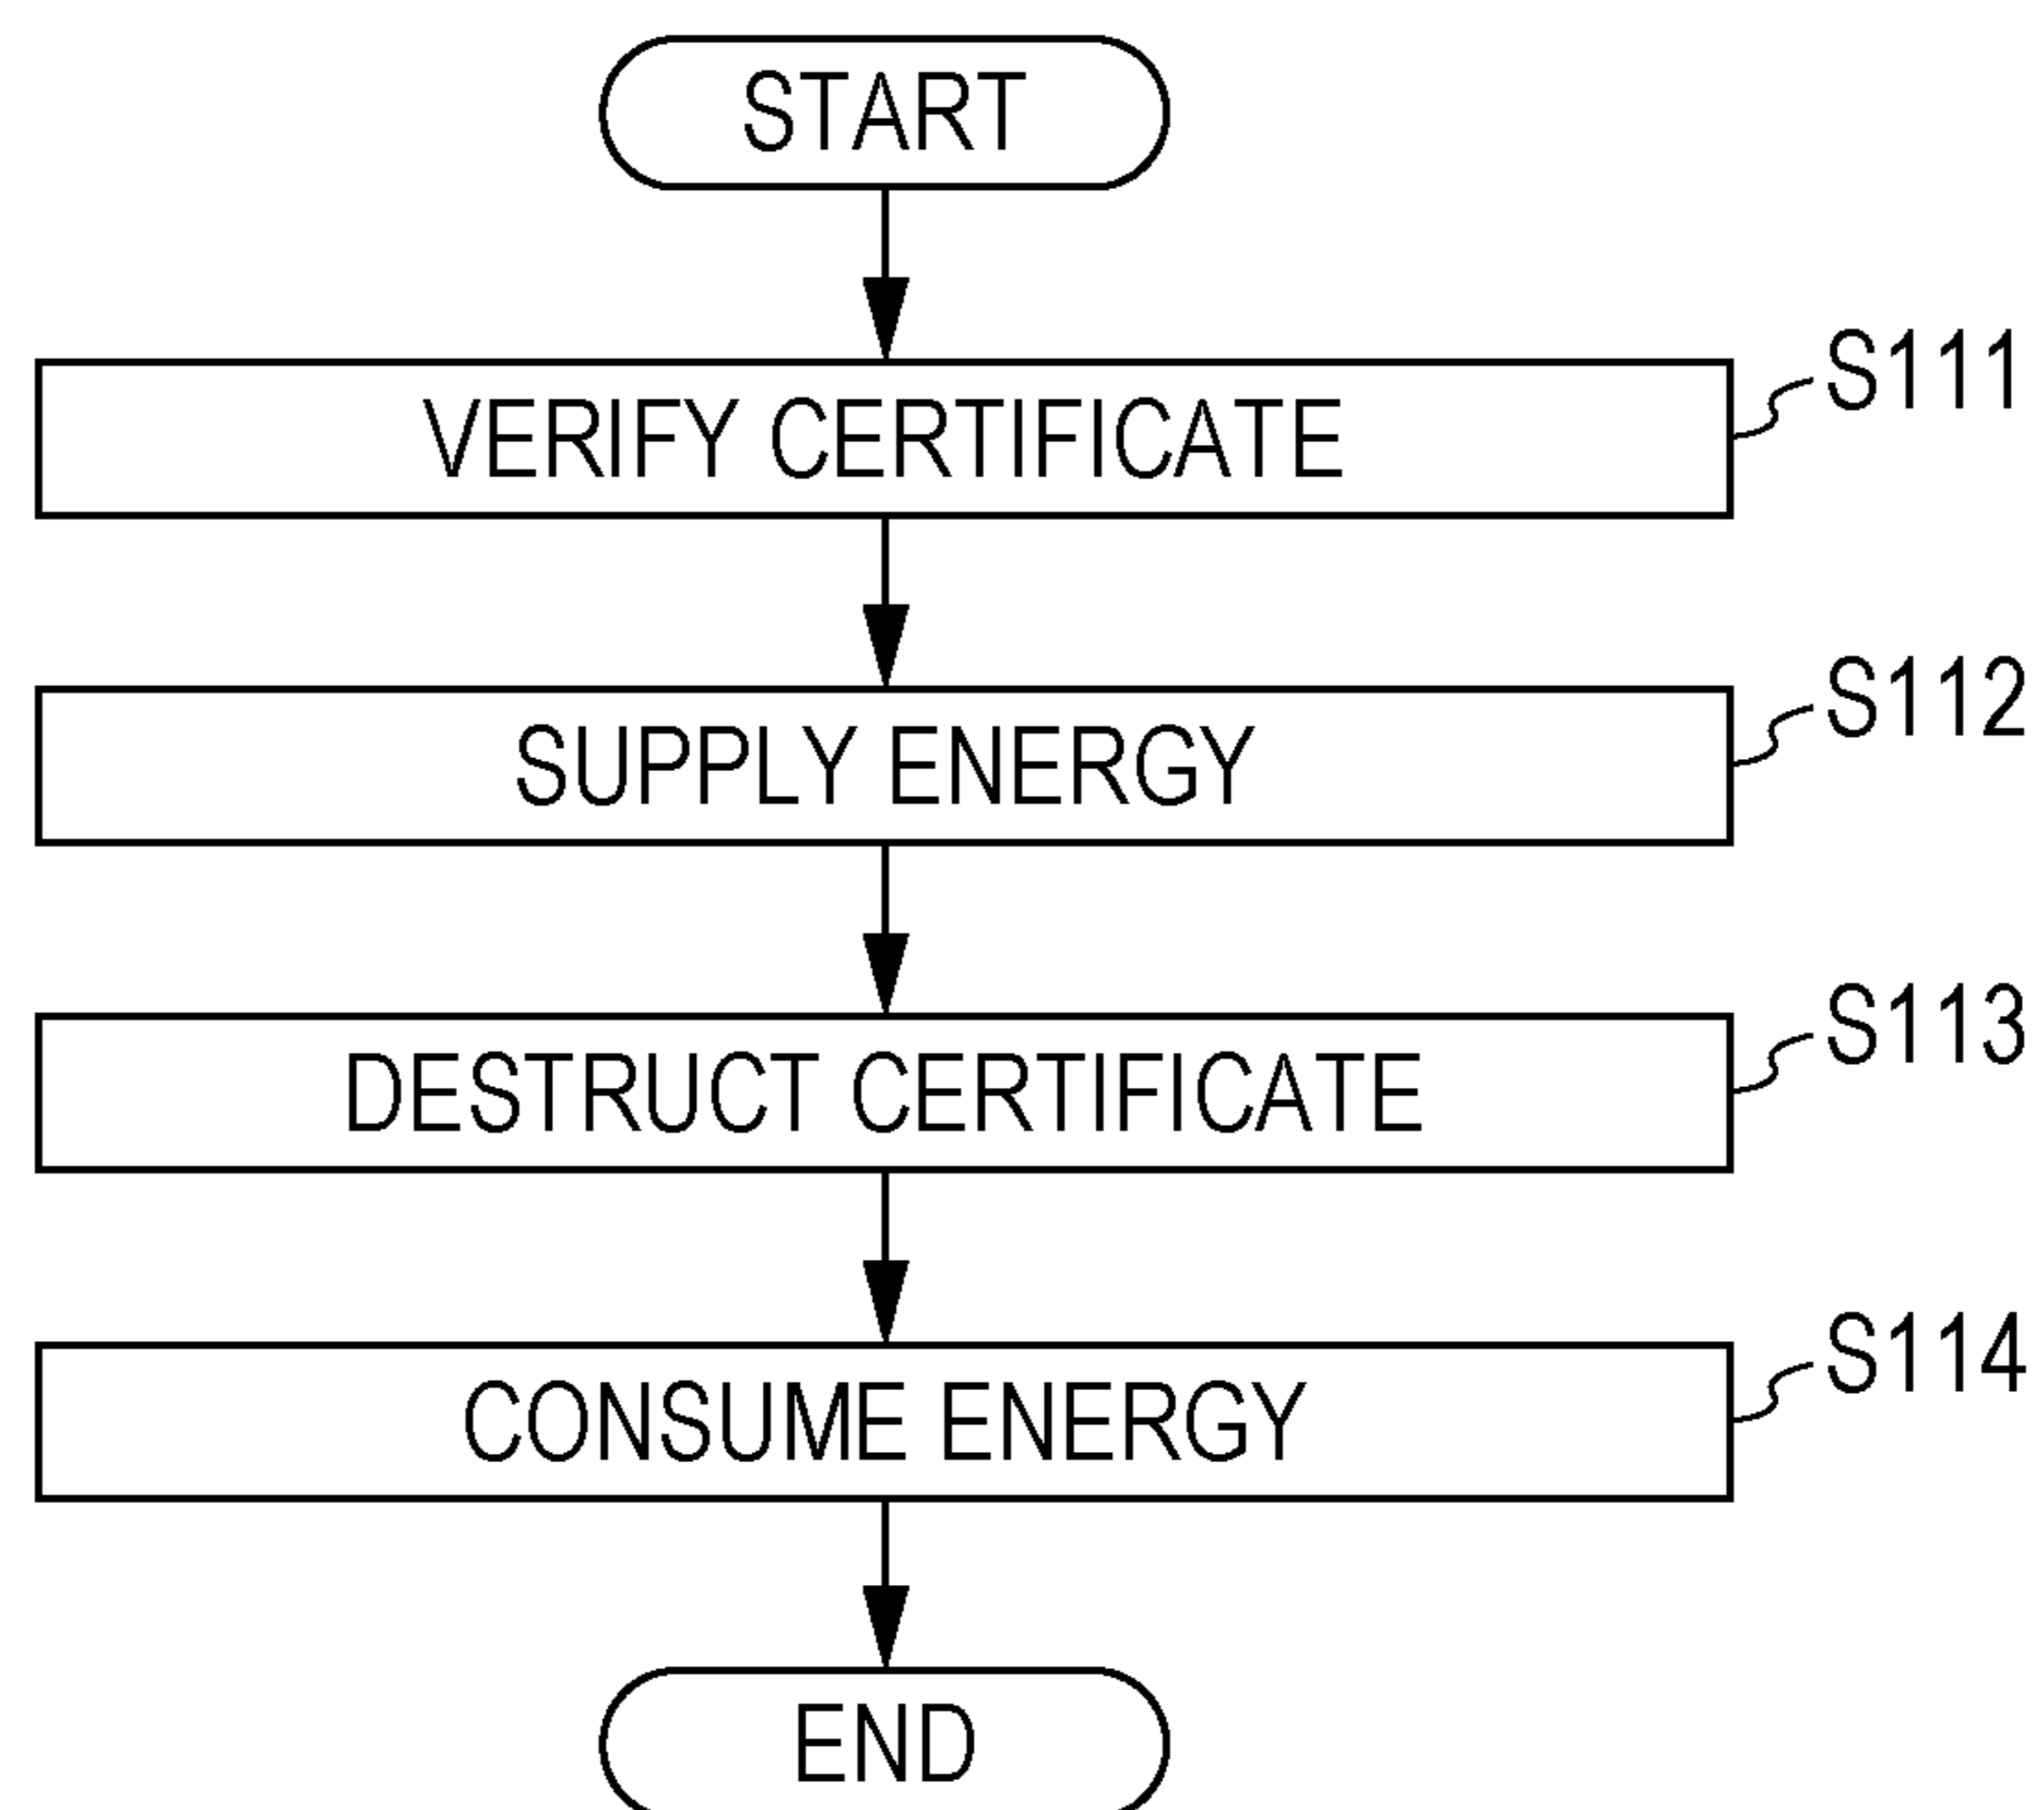 START
VERIFY CERTIFICATE
S111
SUPPLY ENERGY
S112
DESTRUCT CERTIFICATE
S113
CONSUME ENERGY
S114
END